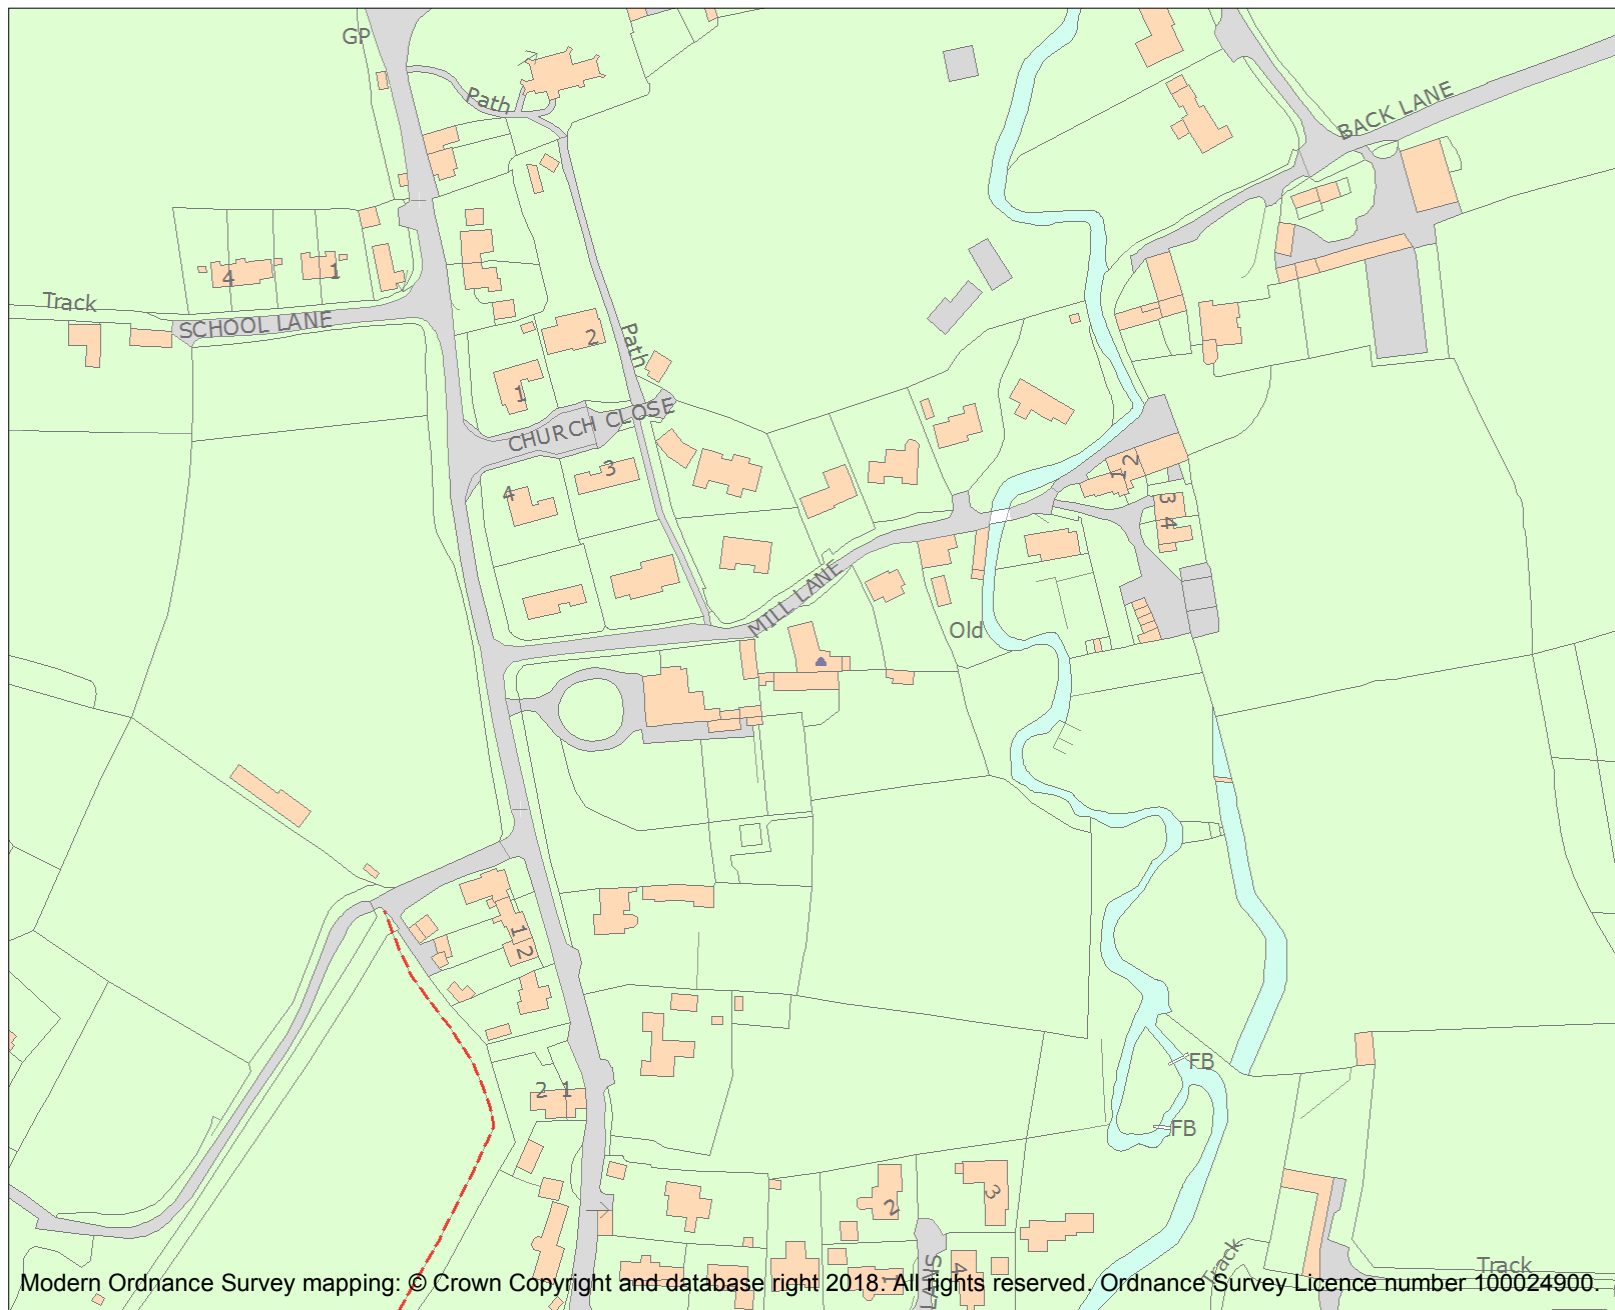 GP
Path
BACK LANE
4
1
Track
SCHOOL LANE
2
Path
1
CHURCH CLOSE
3
4
1
2
3
4
MILL LANE
Old
1
2
FB
2
1
FB
2
3
Track
Track
1
4
Modern Ordnance Survey mapping: © Crown Copyright and database right 2018. All rights reserved. Ordnance Survey Licence number 100024900.